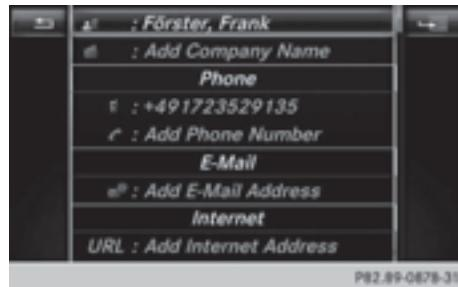 : Förster, Frank
: Add Company Name
Phone
: +491723529135
: Add Phone Number
E-Mail
: Add E-Mail Address
Internet
URL : Add Internet Address
P82.89-0878-31